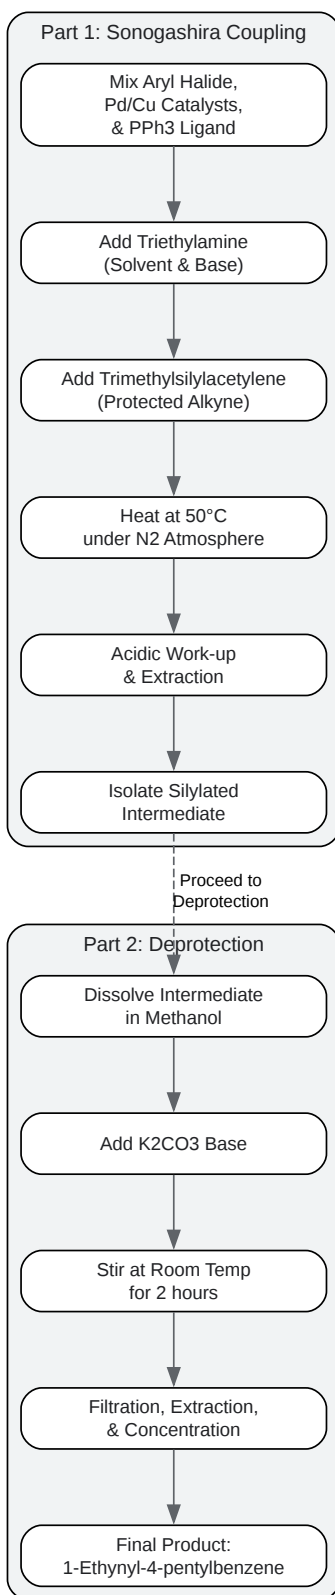 Part 1: Sonogashira Coupling
Mix Aryl Halide,
Pd/Cu Catalysts,
& PPh3 Ligand
Add Triethylamine
(Solvent & Base)
Add Trimethylsilylacetylene
(Protected Alkyne)
Heat at 50°C
under N2 Atmosphere
Acidic Work-up
& Extraction
Isolate Silylated
Intermediate
Proceed to
Deprotection
Part 2: Deprotection
Dissolve Intermediate
in Methanol
Add K2CO3 Base
Stir at Room Temp
for 2 hours
Filtration, Extraction,
& Concentration
Final Product:
1-Ethynyl-4-pentylbenzene